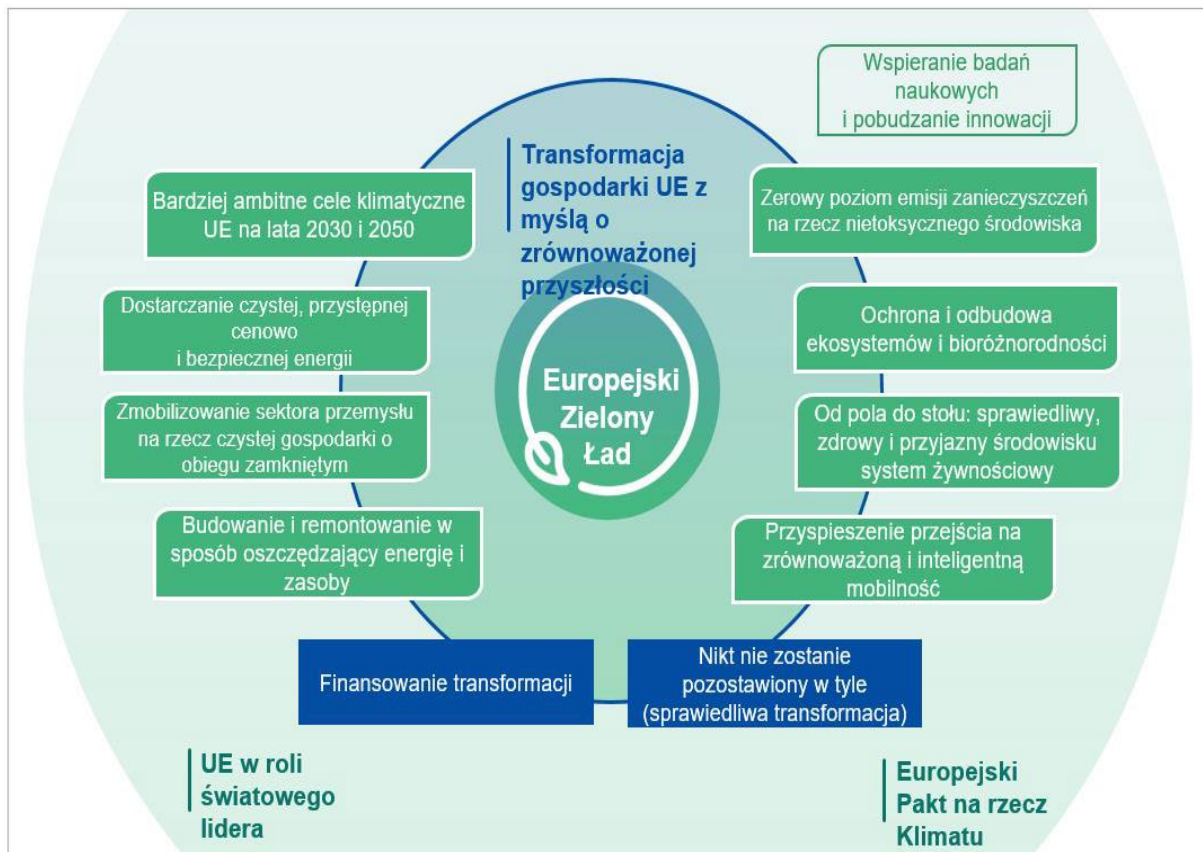 Wspieranie badań
naukowych
i pobudzanie innowacji
Transformacja
gospodarki UE z
myślą o
zrównoważonej
przyszłości
Bardziej ambitne cele klimatyczne
UE na lata 2030 i 2050
Zerowy poziom emisji zanieczyszczeń
na rzecz nietoksycznego środowiska
Dostarczanie czystej, przystępnej
cenowo
i bezpiecznej energii
Ochrona i odbudowa
ekosystemów i bioróżnorodności
Europejski
Zielony
Ład
Zmobilizowanie sektora przemysłu
na rzecz czystej gospodarki o
obiegu zamkniętym
Od pola do stołu: sprawiedliwy,
zdrowy i przyjazny środowisku
system żywnościowy
Budowanie i remontowanie w
sposób oszczędzający energię i
zasoby
Przyspieszenie przejścia na
zrównoważoną i inteligentną
mobilność
Finansowanie transformacji
Nikt nie zostanie
pozostawiony w tyle
(sprawiedliwa transformacja)
UE w roli
światowego
lidera
Europejski
Pakt na rzecz
Klimatu